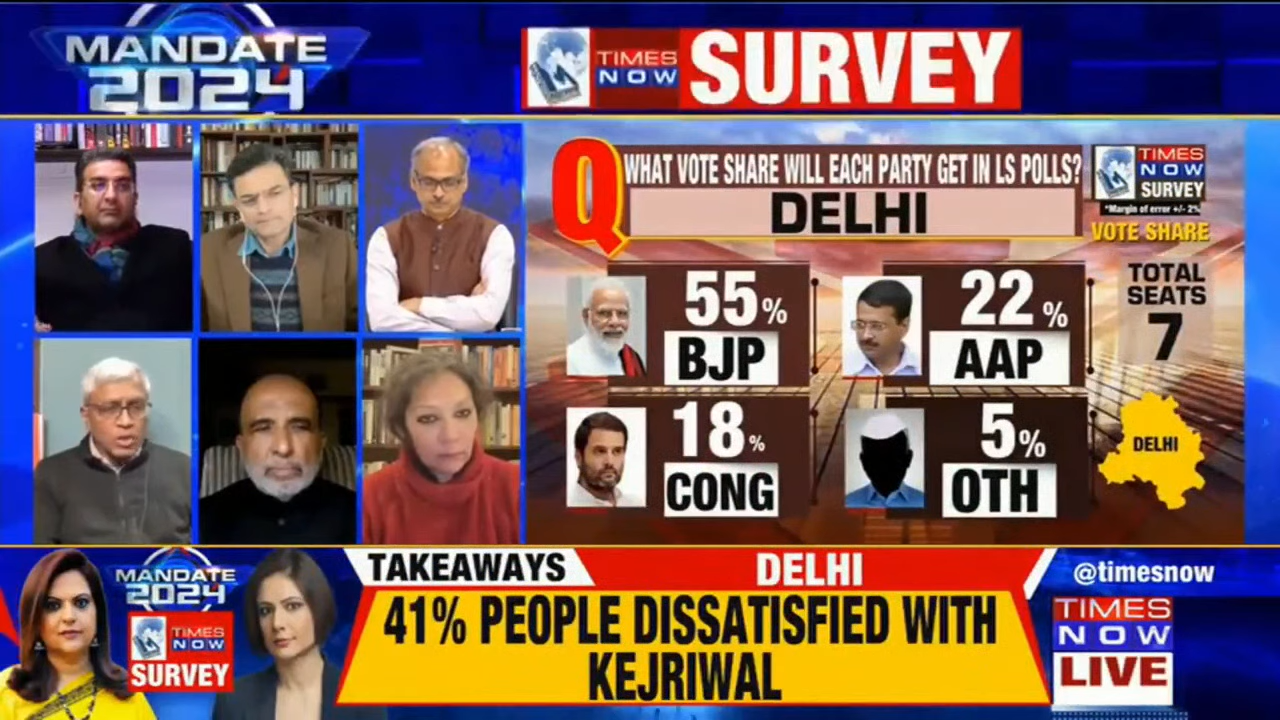 MANDATE
2024
TIMES
NOW
SURVEY
Q
WHAT VOTE SHARE WILL EACH PARTY GET IN LS POLLS?
DELHI
TIMES
NOW
SURVEY
*Margin of error +/- 2%
VOTE SHARE
55%
BJP
22%
AAP
TOTAL
SEATS
7
18%
CONG
5%
OTH
DELHI
MANDATE
2024
TIMES
NOW
SURVEY
TAKEAWAYS
DELHI
41% PEOPLE DISSATISFIED WITH
KEJRIWAL
@timesnow
TIMES
NOW
LIVE